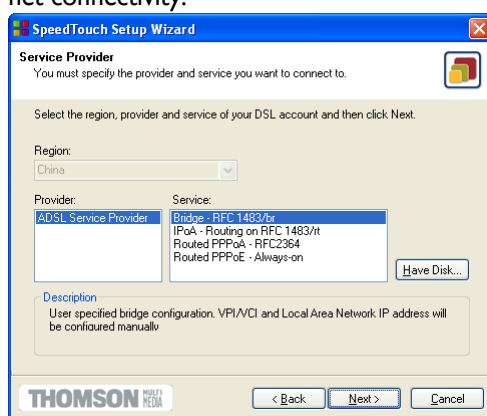 net connectivity.
SpeedTouch Setup Wizard
Service Provider
You must specify the provider and service you want to connect to.
Select the region, provider and service of your DSL account and then click Next.
Region:
China
Provider:
Service:
ADSL Service Provider
Bridge - RFC 1483/br
IPoA - Routing on RFC 1483/rt
Routed PPPoA - RFC2364
Routed PPPoE - Always-on
Have Disk...
Description
User specified bridge configuration. VPI/VCI and Local Area Network IP address will
be configured manually
THOMSON MULTI MEDIA
< Back
Next >
Cancel